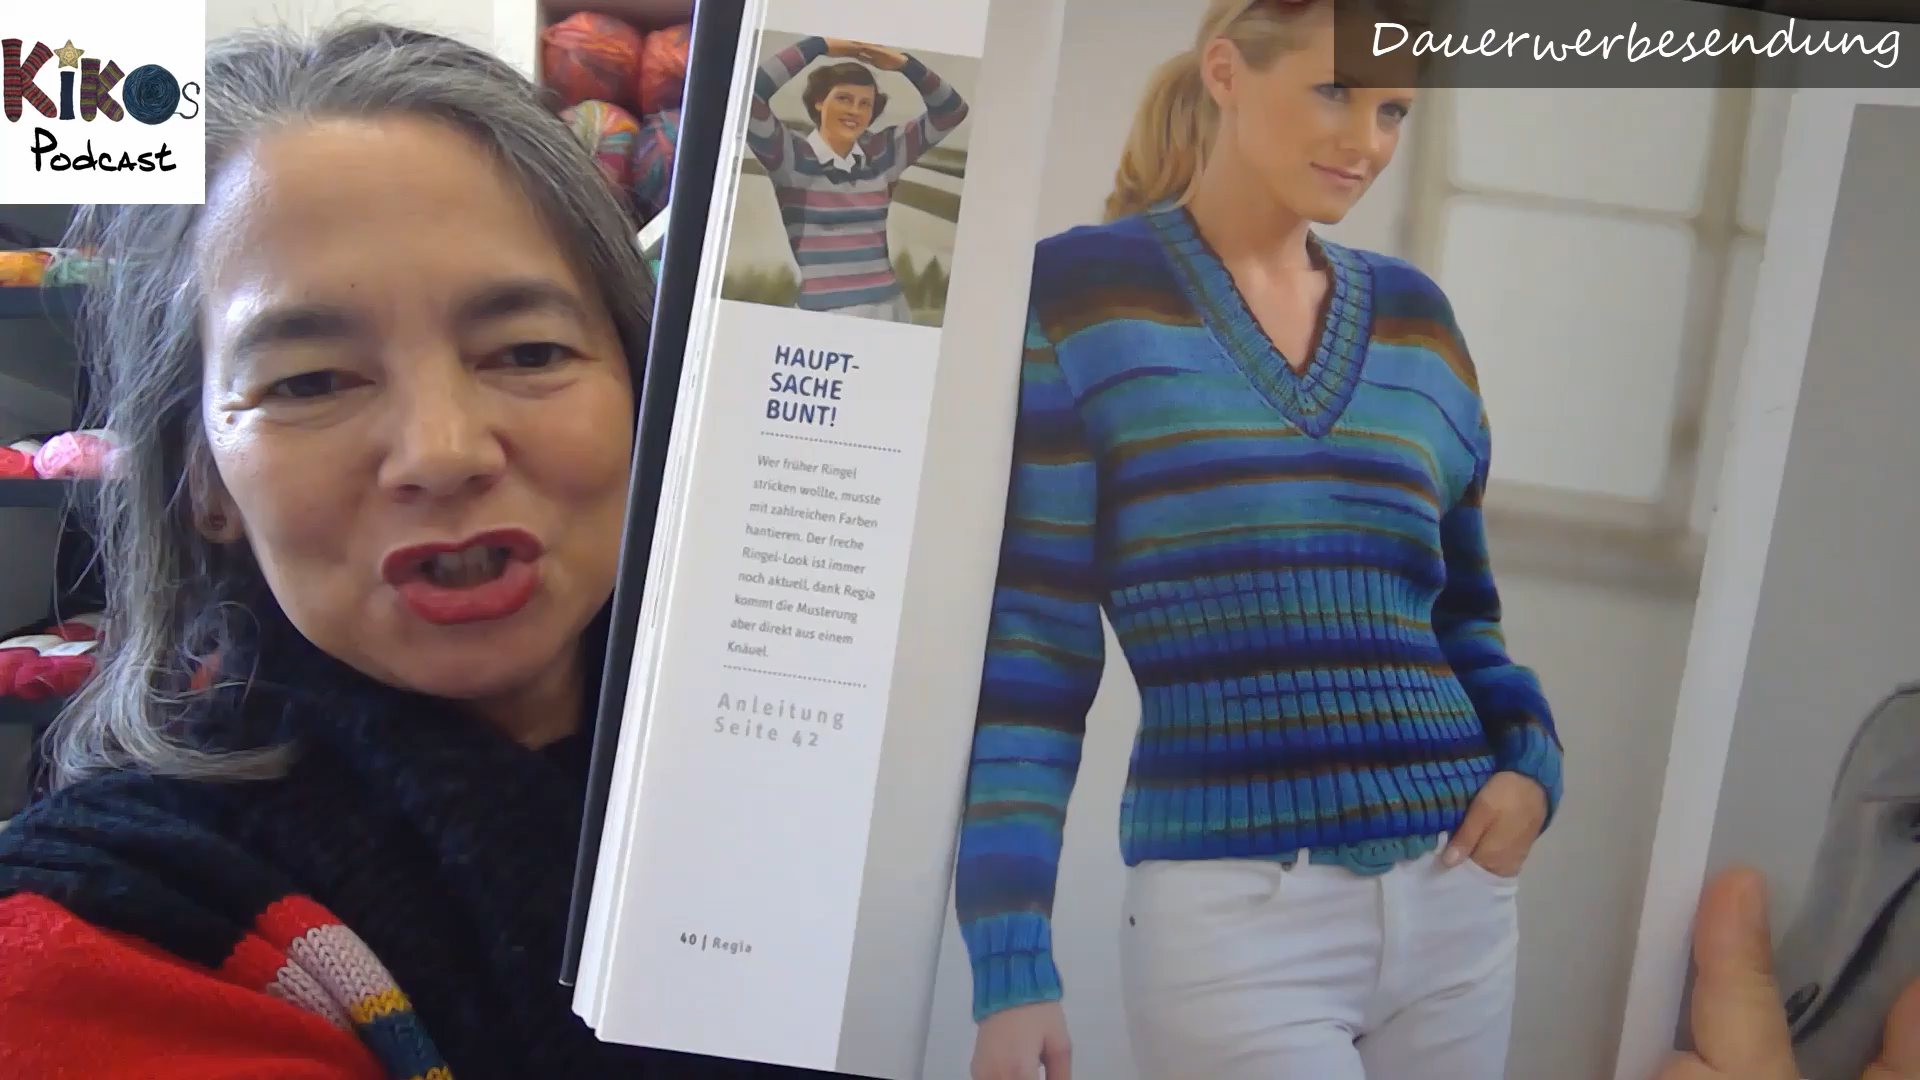 Kikos
Podcast
Dauerwerbesendung
HAUPT-
SACHE
BUNT!
Wer früher Ringel
stricken wollte, musste
mit zahlreichen Farben
hantieren. Der freche
Ringel-Look ist immer
noch aktuell, dank Regia
kommt die Musterung
aber direkt aus einem
Knäuel.
Anleitung
Seite 42
40 | Regia